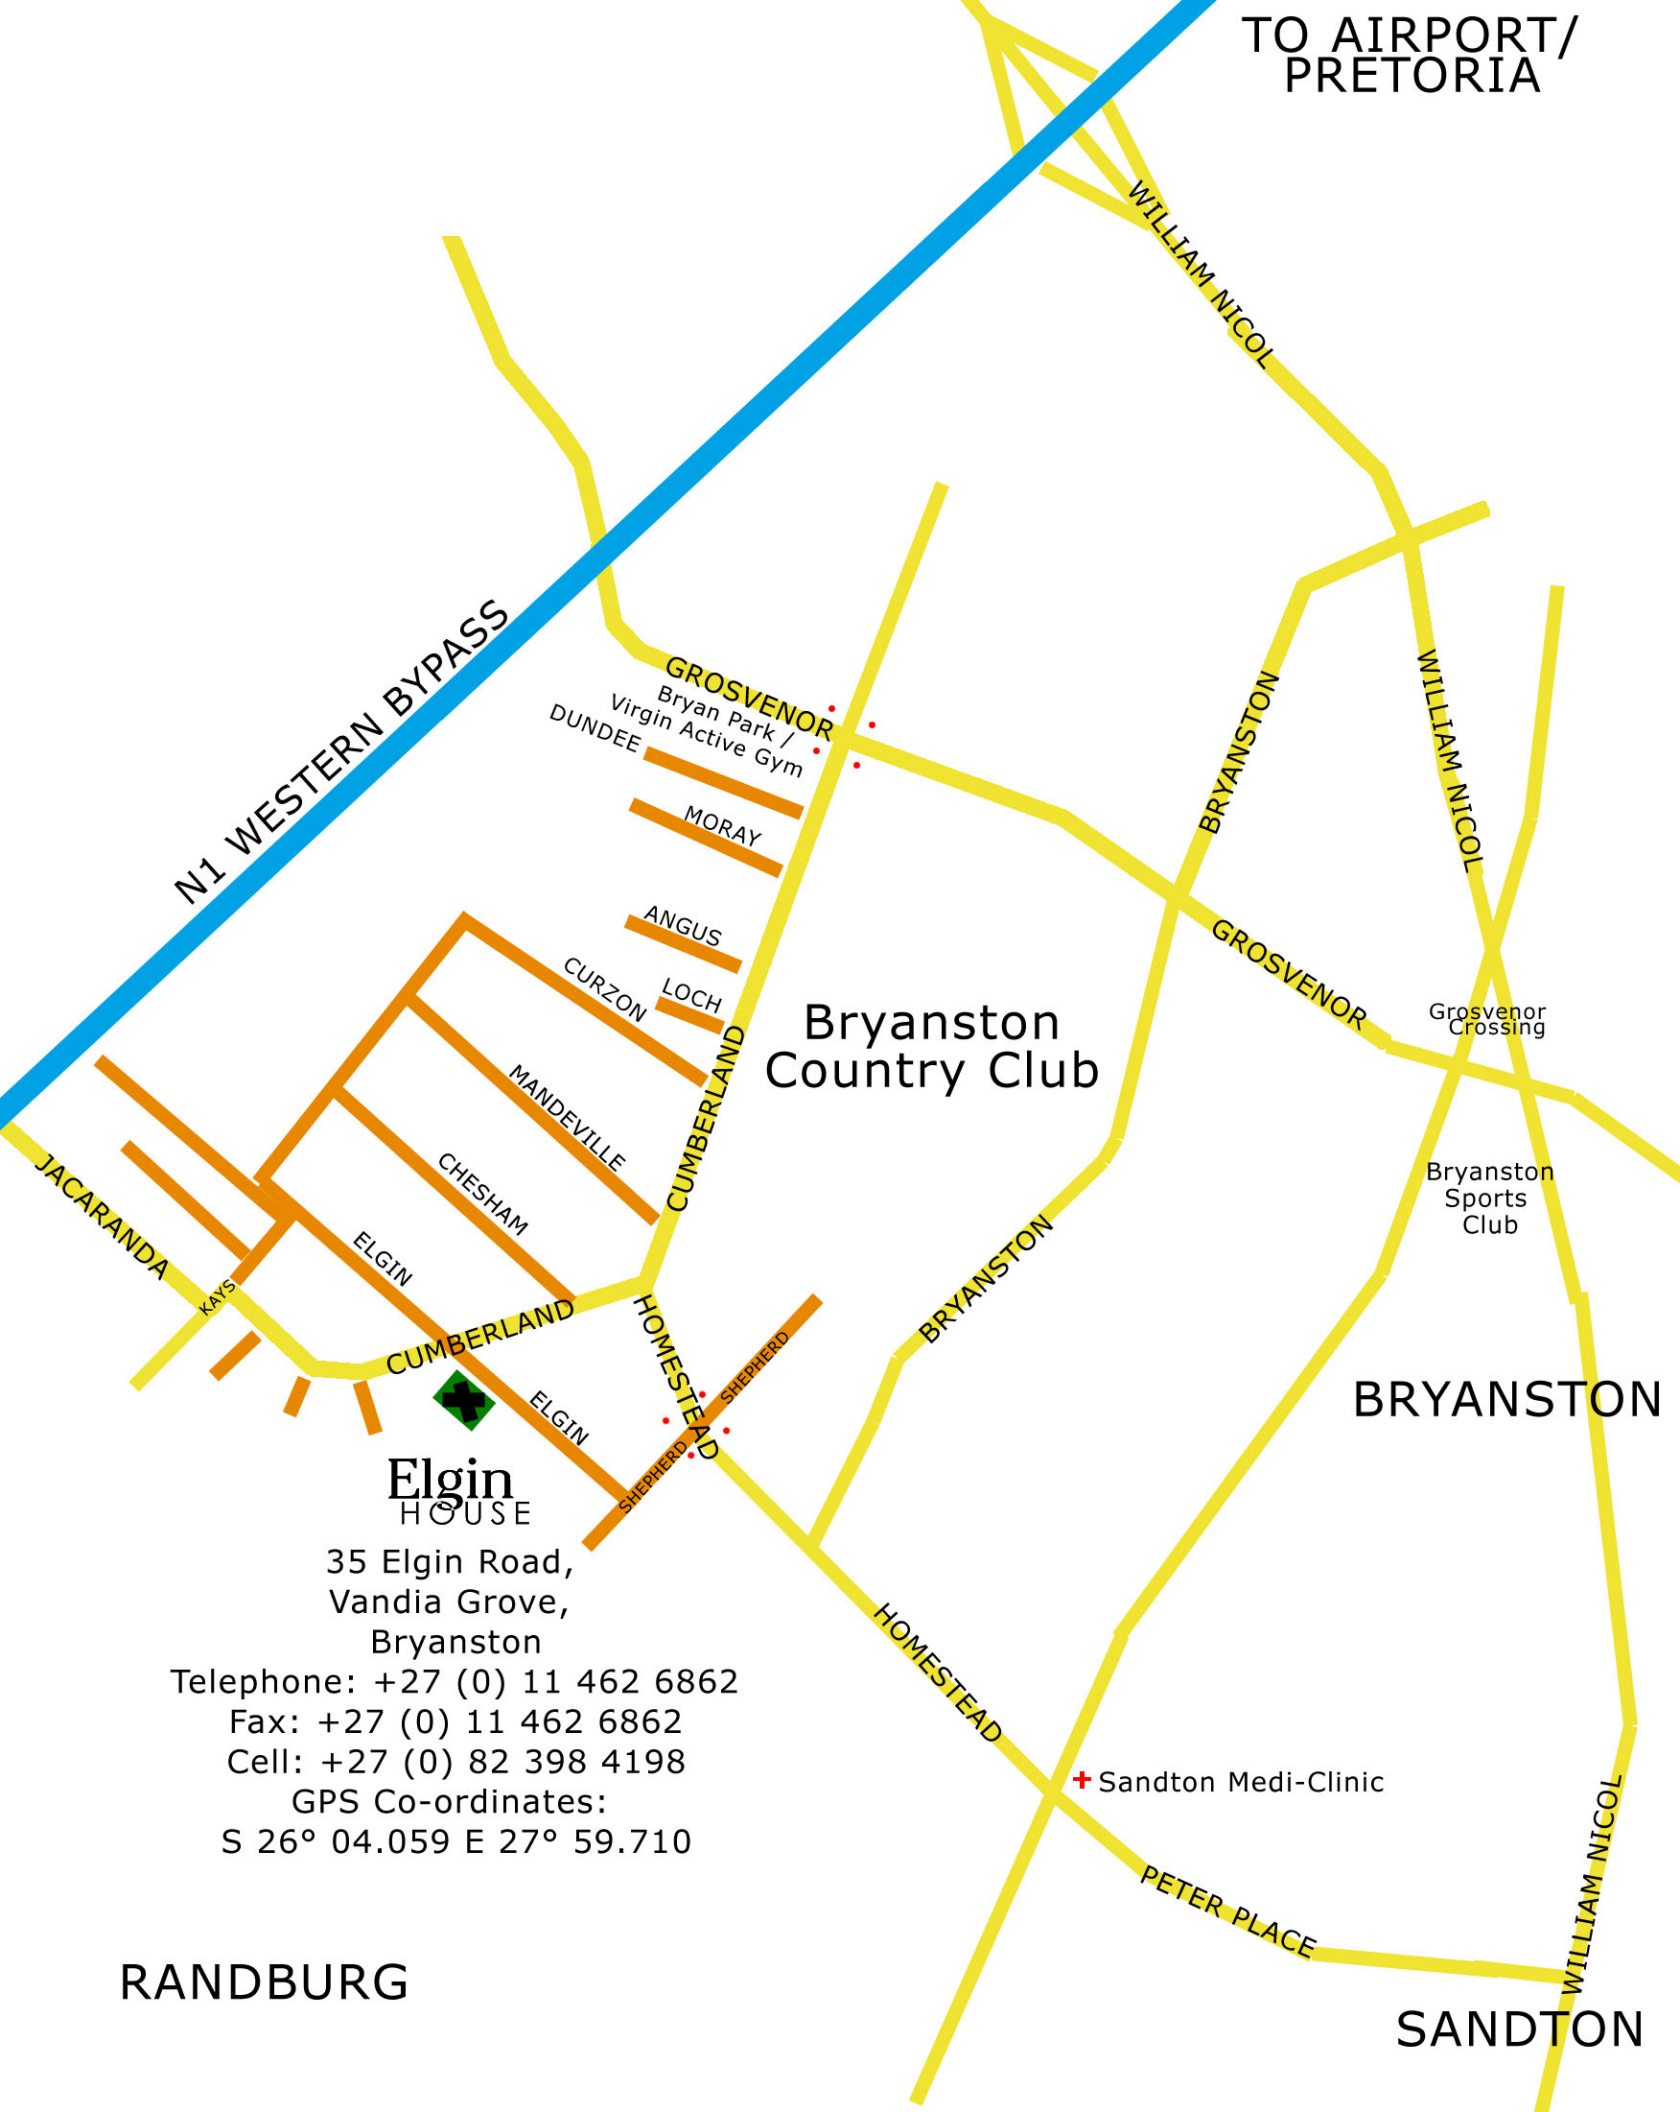 TO AIRPORT/
PRETORIA
WILLIAM NICOL
N1 WESTERN BYPASS
GROSVENOR
Bryan Park /
Virgin Active Gym
DUNDEE
MORAY
ANGUS
LOCH
CURZON
MANDEVILLE
CHESHAM
CUMBERLAND
BRYANSTON
WILLIAM NICOL
GROSVENOR
Grosvenor
Crossing
Bryanston
Country Club
Bryanston
Sports
Club
JACARANDA
KAYS
ELGIN
CUMBERLAND
HOMESTEAD
SHEPHERD
BRYANSTON
BRYANSTON
ELGIN
SHEPHERD
Elgin
HOUSE
35 Elgin Road,
Vandia Grove,
Bryanston
Telephone: +27 (0) 11 462 6862
Fax: +27 (0) 11 462 6862
Cell: +27 (0) 82 398 4198
GPS Co-ordinates:
S 26° 04.059 E 27° 59.710
HOMESTEAD
Sandton Medi-Clinic
PETER PLACE
WILLIAM NICOL
RANDBURG
SANDTON